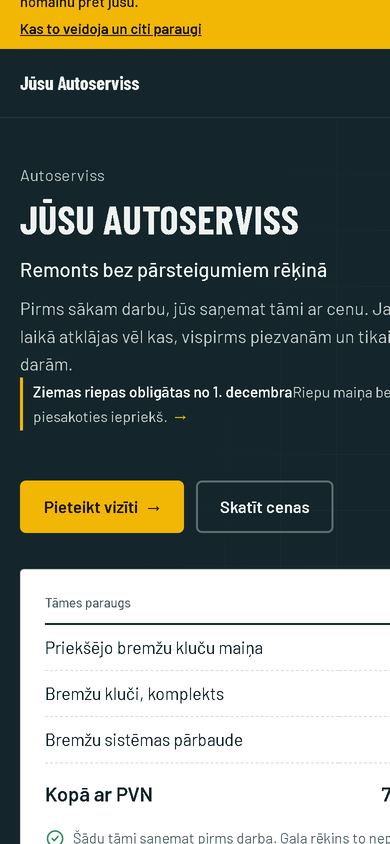 nomaiņu pret jūsu.
Kas to veidoja un citi paraugi
Jūsu Autoserviss
Autoserviss
JŪSU AUTOSERVISS
Remonts bez pārsteigumiem rēķinā
Pirms sākam darbu, jūs saņemat tāmi ar cenu. Ja
laikā atklājas vēl kas, vispirms piezvanām un tikai
darām.
Ziemas riepas obligātas no 1. decembraRiepu maiņa be
piesakoties iepriekš. →
Pieteikt vizīti →
Skatīt cenas
Tāmes paraugs
Priekšējo bremžu kluču maiņa
Bremžu kluči, komplekts
Bremžu sistēmas pārbaude
Kopā ar PVN 7
Šādu tāmi saņemat pirms darba. Gala rēķins to